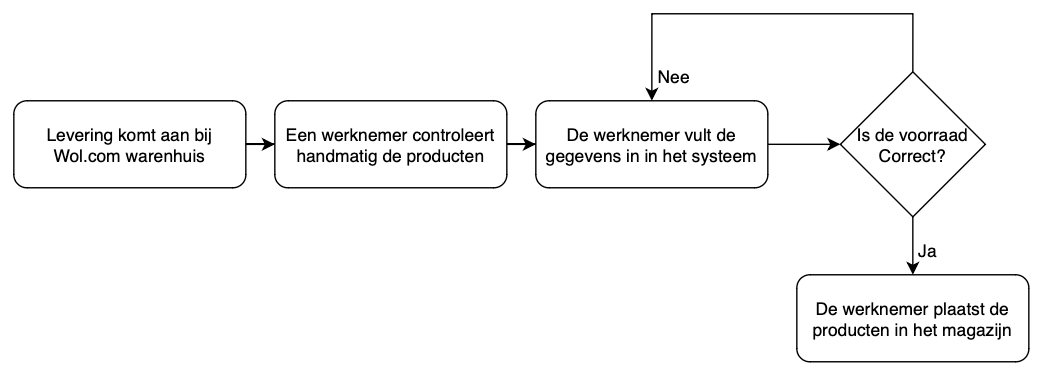 Levering komt aan bij
Wol.com warenhuis
Een werknemer controleert
handmatig de producten
De werknemer vult de
gegevens in in het systeem
Nee
Is de voorraad
Correct?
Ja
De werknemer plaatst de
producten in het magazijn